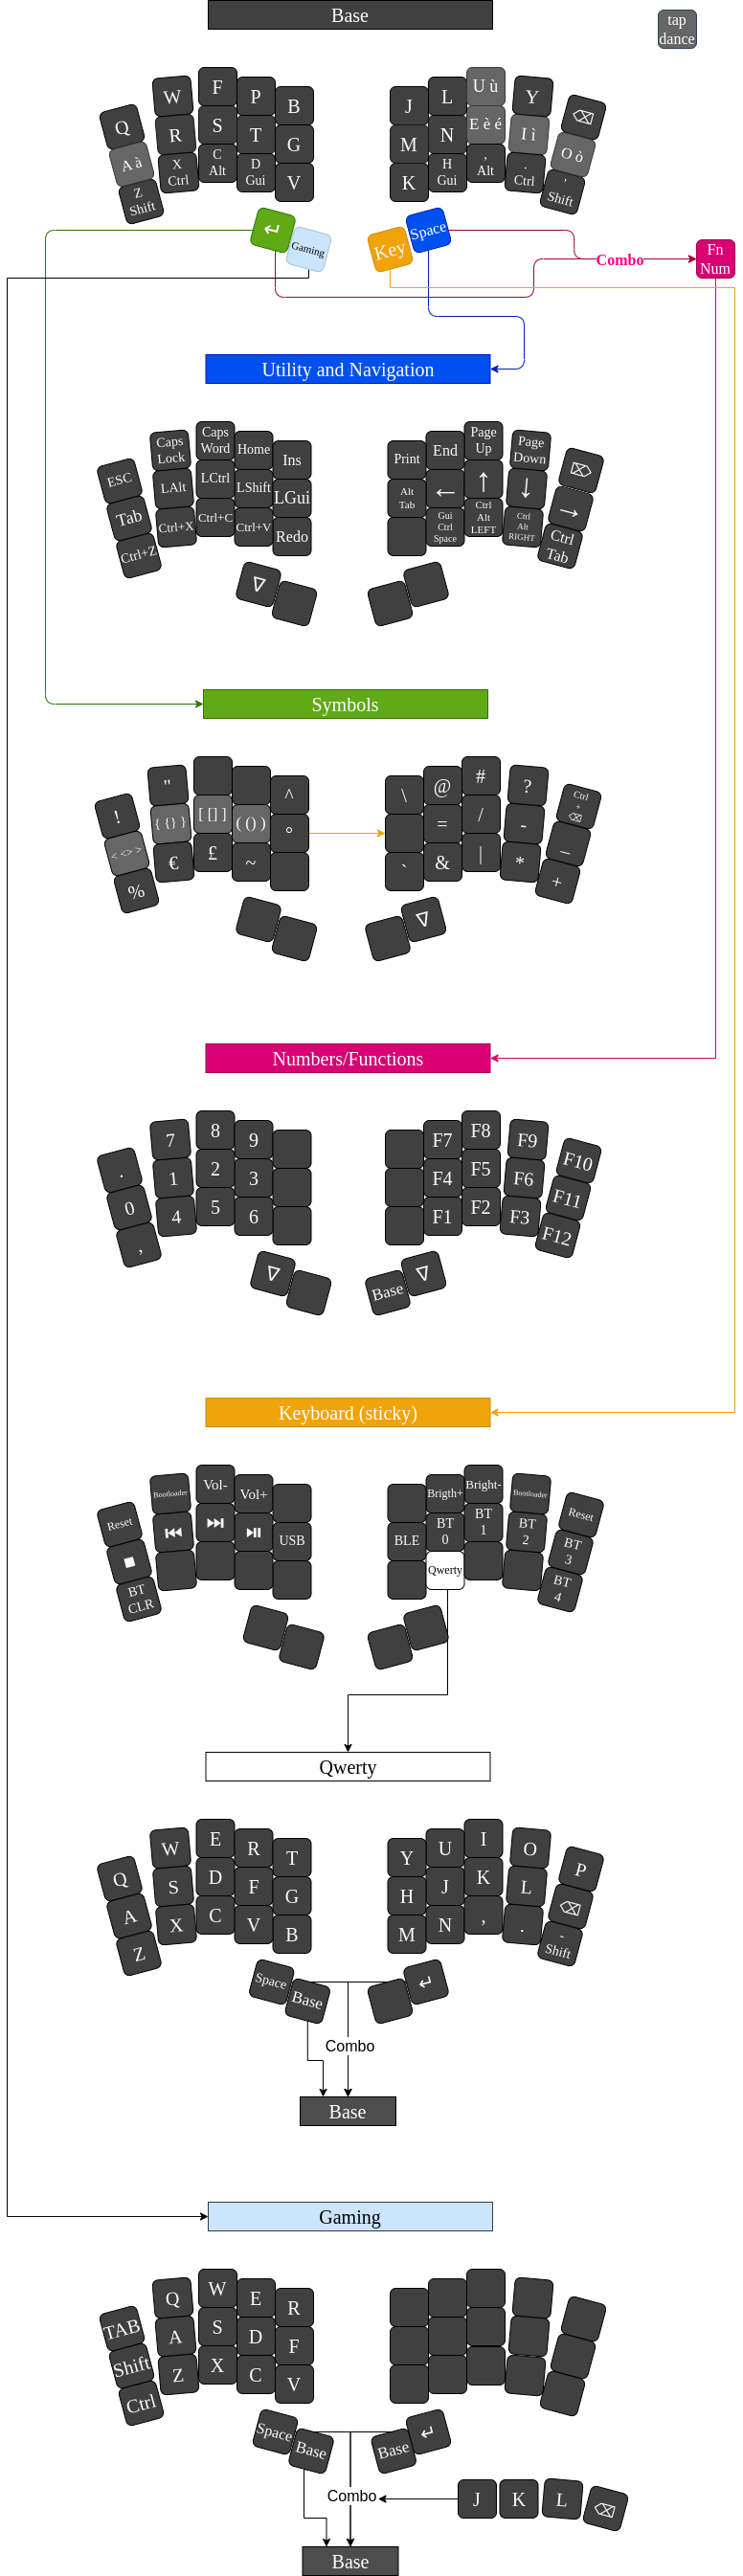 Base
tap
dance
Q W F P B J L U ù Y ⌫
A à R S T G M N E è é I ì O ò
Z
Shift
X
Ctrl
C
Alt
D
Gui
V
K
H
Gui
,
Alt
.
Ctrl
'
Shift
↵
Gaming
Key
Space
Combo
Fn
Num
Utility and Navigation
ESC
Caps
Lock
Caps
Word
Home
Ins
Print
End
Page
Up
Page
Down
⌦
Tab
LAlt
LCtrl
LShift
LGui
Alt
Tab
←
↑
↓
→
Ctrl+Z
Ctrl+X
Ctrl+C
Ctrl+V
Redo
Gui
Ctrl
Space
Ctrl
Alt
LEFT
Ctrl
Alt
RIGHT
Ctrl
Tab
∇
Symbols
! " ^ \ @ # ?
Ctrl
+
⌫
< <> > { {} } [ [] ] ( () ) ° = / - _
% € £ ~ ` & | * +
∇
Numbers/Functions
. 7 8 9 F7 F8 F9 F10
0 1 2 3 F4 F5 F6 F11
, 4 5 6 F1 F2 F3 F12
∇ Base ∇
Keyboard (sticky)
Reset
Bootloader
Vol-
Vol+
Brigth+
Bright-
Bootloader
Reset
■ ⏮ ⏭ ⏯ USB BLE
BT
0
BT
1
BT
2
BT
3
BT
CLR
Qwerty
BT
4
Qwerty
Q W E R T Y U I O P
A S D F G H J K L ⌫
Z X C V B M N , .
-
Shift
Space Base ↵
Combo
Base
Gaming
TAB Q W E R
Shift A S D F
Ctrl Z X C V
Space Base Base ↵
Combo
J K L ⌫
Base